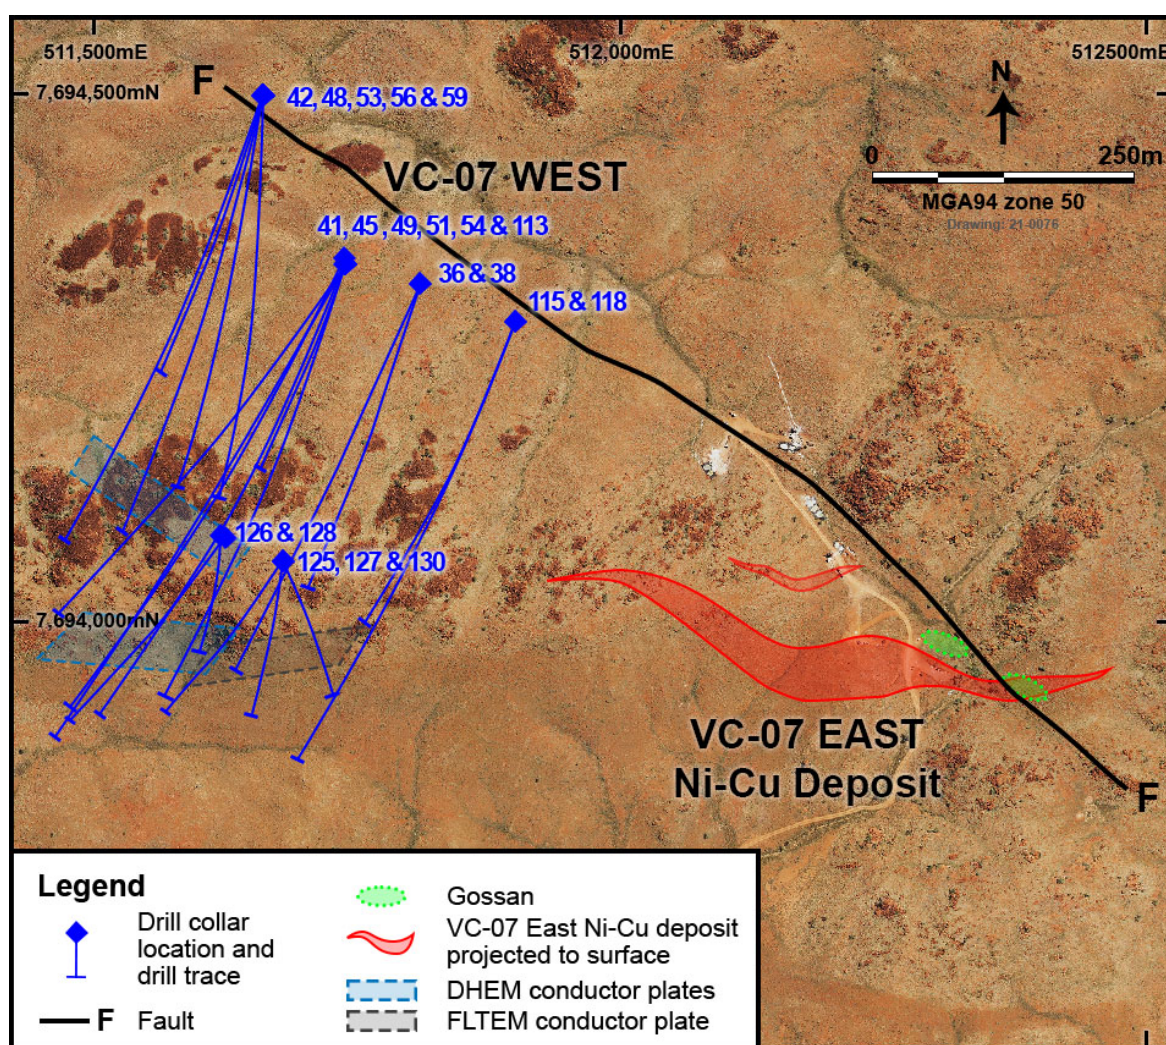 511,500mE
512,000mE
512500mE
F
7,694,500mN
42, 48, 53, 56 & 59
N
0
250m
VC-07 WEST
MGA94 zone 50
Drawing: 21-0076
41, 45 , 49, 51, 54 & 113
36 & 38
115 & 118
126 & 128
125, 127 & 130
7,694,000mN
VC-07 EAST
Ni-Cu Deposit
F
Legend
Drill collar
location and
drill trace
F Fault
Gossan
VC-07 East Ni-Cu deposit
projected to surface
DHEM conductor plates
FLTEM conductor plate